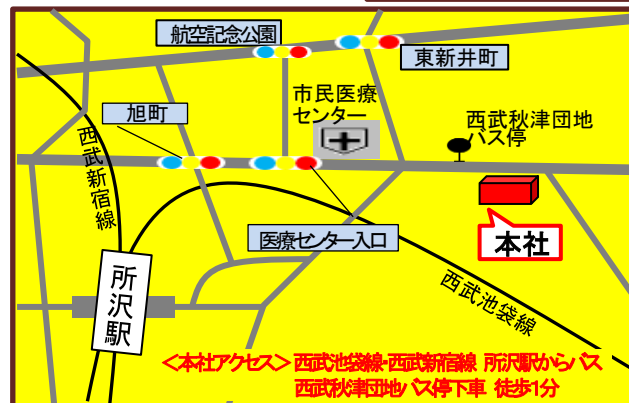 航空記念公園
東新井町
市民医療
センター
旭町
西武秋津団地
バス停
西武新宿線
医療センター入口
本社
所沢駅
西武池袋線
<本社アクセス> 西武池袋線・西武新宿線 所沢駅からバス
西武秋津団地バス停下車 徒歩1分